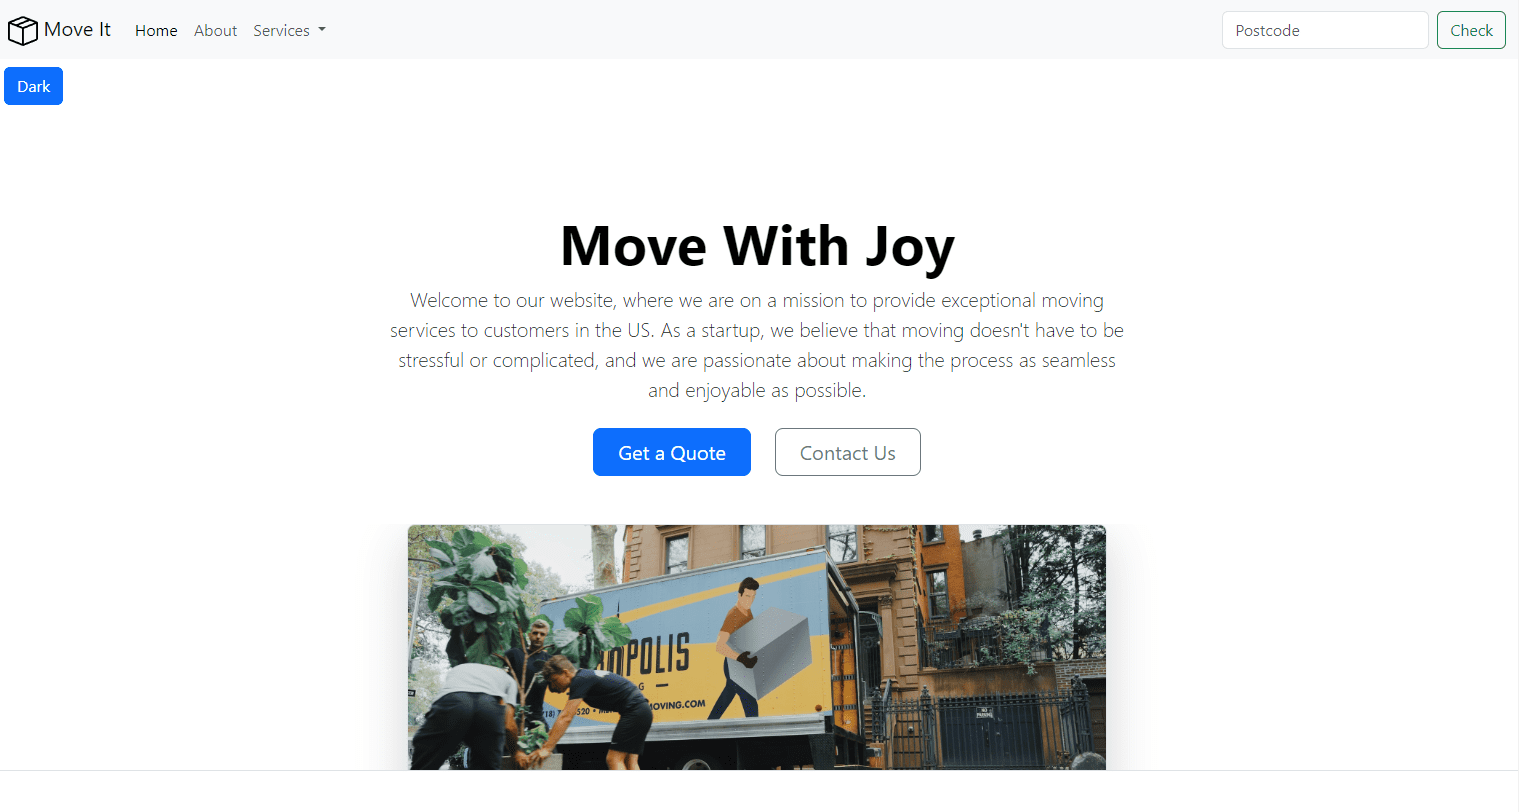 Move It Home About Services Postcode Check
Dark
Move With Joy
Welcome to our website, where we are on a mission to provide exceptional moving
services to customers in the US. As a startup, we believe that moving doesn't have to be
stressful or complicated, and we are passionate about making the process as seamless
and enjoyable as possible.
Get a Quote Contact Us
OPOLIS
G
MOVING.COM
NO
PARKING